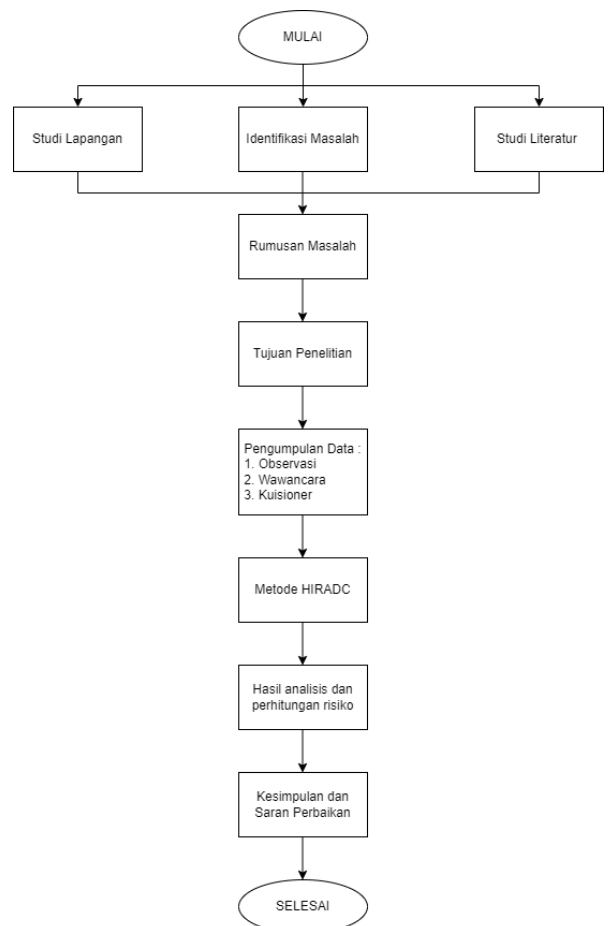 MULAI
Studi Lapangan
Identifikasi Masalah
Studi Literatur
Rumusan Masalah
Tujuan Penelitian
Pengumpulan Data :
1. Observasi
2. Wawancara
3. Kuisioner
Metode HIRADC
Hasil analisis dan
perhitungan risiko
Kesimpulan dan
Saran Perbaikan
SELESAI